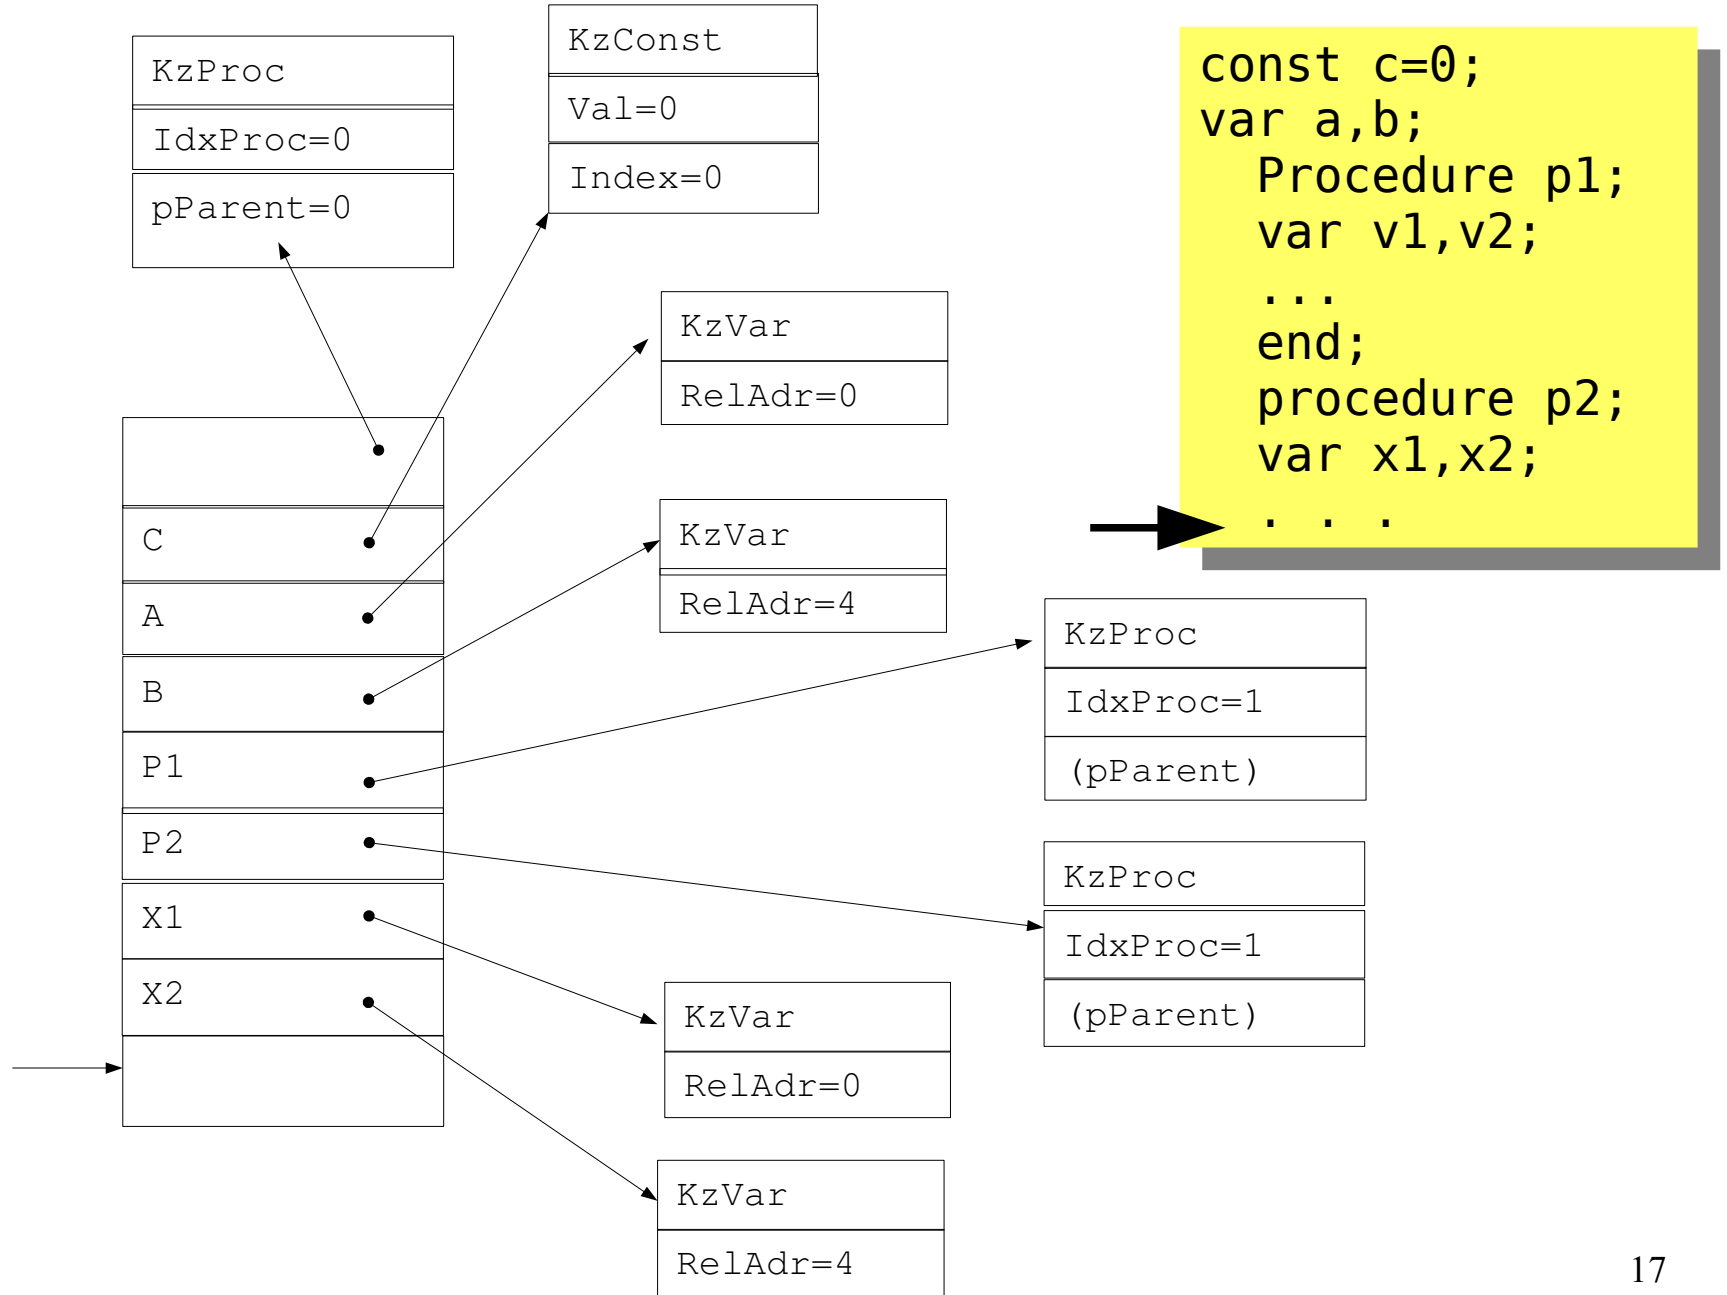 KzProc
IdxProc=0
pParent=0
KzConst
Val=0
Index=0
const c=0;
var a,b;
Procedure p1;
var v1,v2;
...
end;
procedure p2;
var x1,x2;
. . .
KzVar
RelAdr=0
KzVar
RelAdr=4
C
A
B
P1
P2
X1
X2
KzProc
IdxProc=1
(pParent)
KzProc
IdxProc=1
(pParent)
KzVar
RelAdr=0
KzVar
RelAdr=4
17